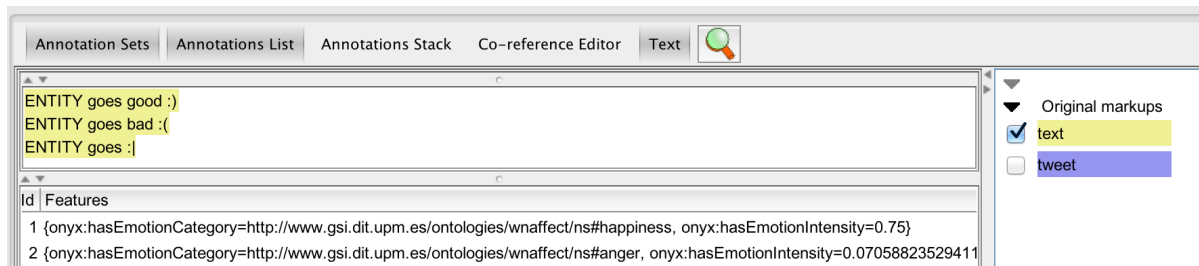 Annotation Sets Annotations List Annotations Stack Co-reference Editor Text
ENTITY goes good :)
ENTITY goes bad :(
ENTITY goes :|
Original markups
text
tweet
Id Features
1 {onyx:hasEmotionCategory=http://www.gsi.dit.upm.es/ontologies/wnaffect/ns#happiness, onyx:hasEmotionIntensity=0.75}
2 {onyx:hasEmotionCategory=http://www.gsi.dit.upm.es/ontologies/wnaffect/ns#anger, onyx:hasEmotionIntensity=0.07058823529411